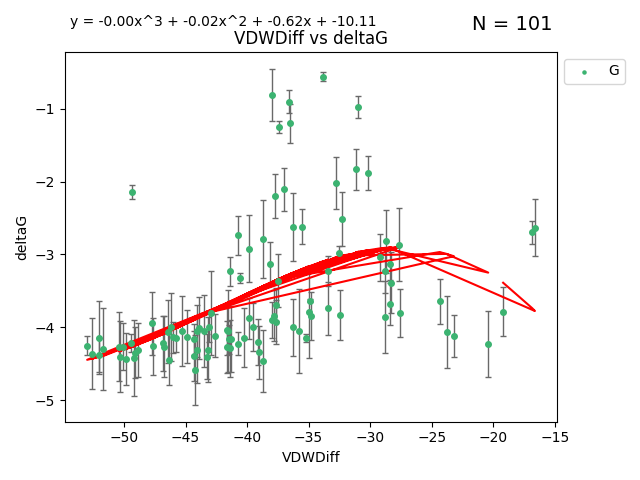 y = -0.00x^3 + -0.02x^2 + -0.62x + -10.11
N = 101
VDWDiff vs deltaG
G
−1
−2
−3
−4
−5
deltaG
−50 −45 −40 −35 −30 −25 −20 −15
VDWDiff